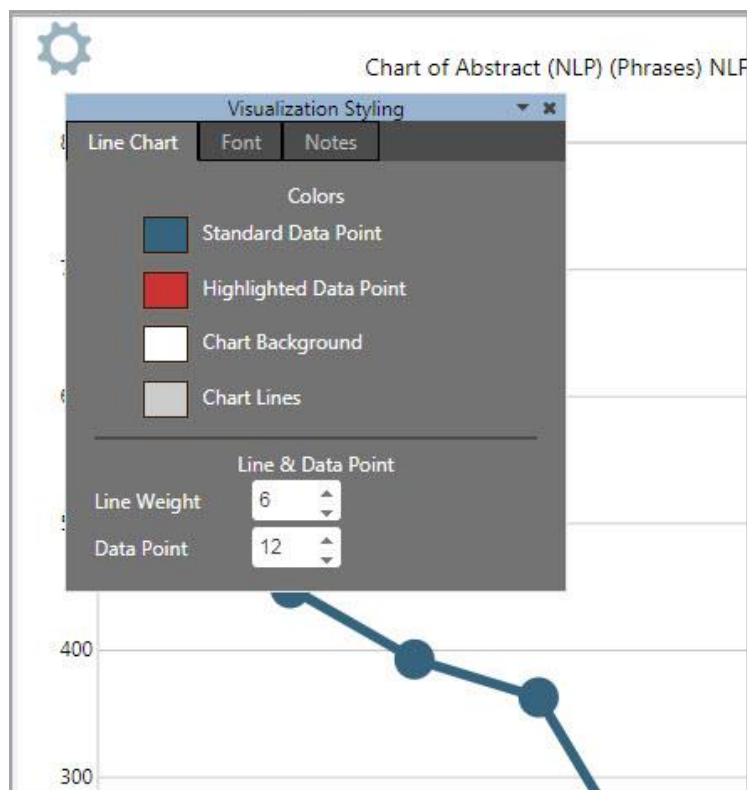 Chart of Abstract (NLP) (Phrases) NLP
Visualization Styling
Line Chart Font Notes
Colors
Standard Data Point
Highlighted Data Point
Chart Background
Chart Lines
Line & Data Point
Line Weight 6
Data Point 12
400
300